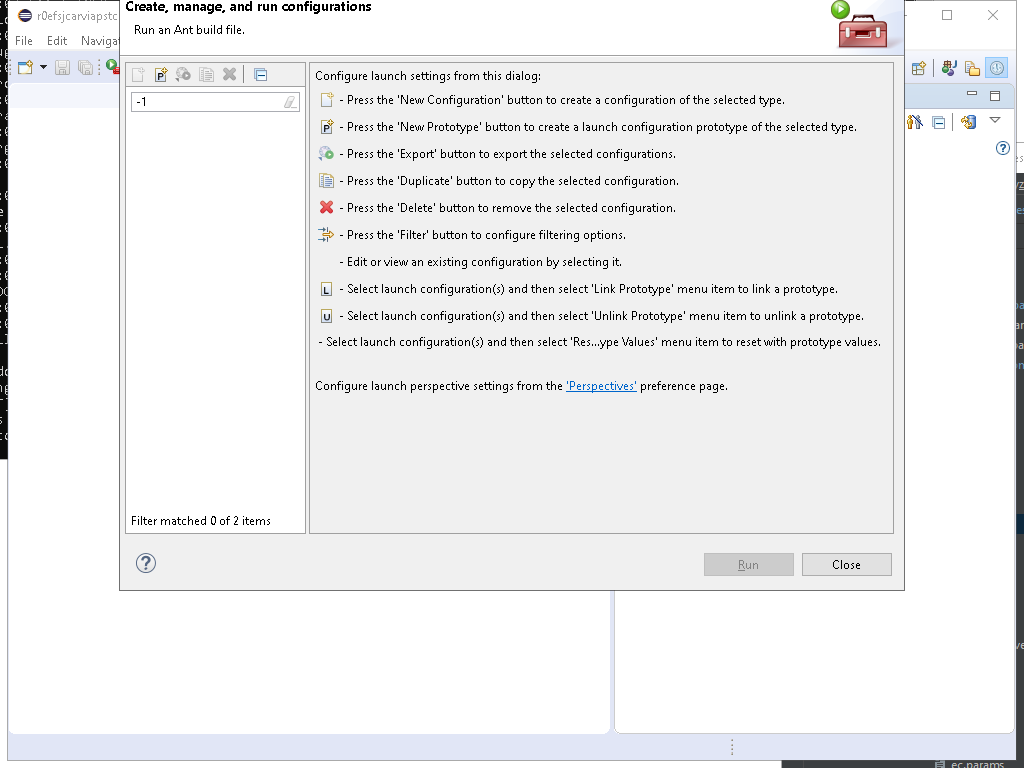 Create, manage, and run configurations
Run an Ant build file.
r0efsjcarviapstc
File Edit Naviga
-1
Filter matched 0 of 2 items
Configure launch settings from this dialog:
- Press the 'New Configuration' button to create a configuration of the selected type.
- Press the 'New Prototype' button to create a launch configuration prototype of the selected type.
- Press the 'Export' button to export the selected configurations.
- Press the 'Duplicate' button to copy the selected configuration.
- Press the 'Delete' button to remove the selected configuration.
- Press the 'Filter' button to configure filtering options.
- Edit or view an existing configuration by selecting it.
L - Select launch configuration(s) and then select 'Link Prototype' menu item to link a prototype.
U - Select launch configuration(s) and then select 'Unlink Prototype' menu item to unlink a prototype.
- Select launch configuration(s) and then select 'Res...ype Values' menu item to reset with prototype values.
Configure launch perspective settings from the 'Perspectives' preference page.
Run
Close
ec.params